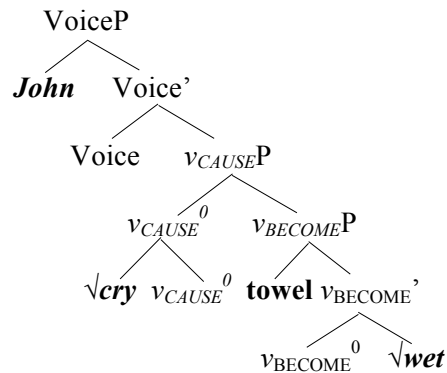 VoiceP
John Voice’
Voice vCAUSEP
vCAUSE⁰ vBECOMEP
√cry vCAUSE⁰ towel vBECOME’
vBECOME⁰ √wet